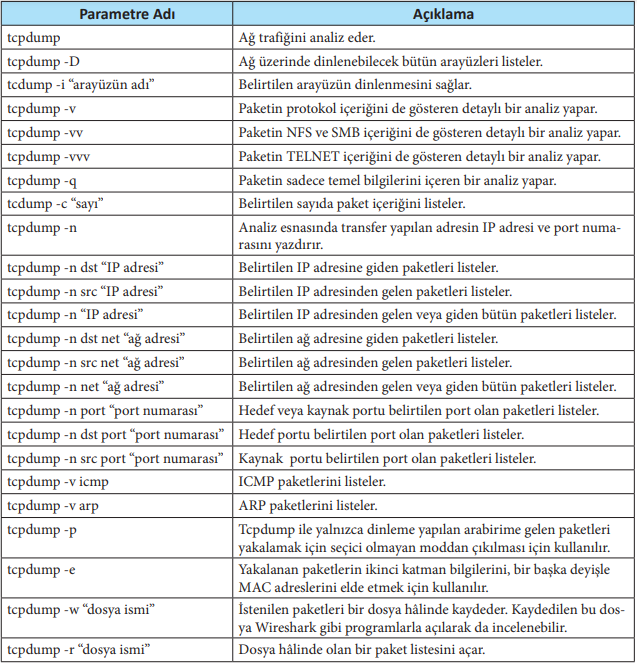 Parametre Adı Açıklama
tcpdump Ağ trafiğini analiz eder.
tcpdump -D Ağ üzerinde dinlenebilecek bütün arayüzleri listeler.
tcdump -i “arayüzün adı” Belirtilen arayüzün dinlenmesini sağlar.
tcpdump -v Paketin protokol içeriğini de gösteren detaylı bir analiz yapar.
tcpdump -vv Paketin NFS ve SMB içeriğini de gösteren detaylı bir analiz yapar.
tcpdump -vvv Paketin TELNET içeriğini de gösteren detaylı bir analiz yapar.
tcpdump -q Paketin sadece temel bilgilerini içeren bir analiz yapar.
tcdump -c “sayı” Belirtilen sayıda paket içeriğini listeler.
tcpdump -n Analiz esnasında transfer yapılan adresin IP adresi ve port numa-
rasını yazdırır.
tcpdump -n dst “IP adresi” Belirtilen IP adresine giden paketleri listeler.
tcpdump -n src “IP adresi” Belirtilen IP adresinden gelen paketleri listeler.
tcpdump -n “IP adresi” Belirtilen IP adresinden gelen veya giden bütün paketleri listeler.
tcpdump -n dst net “ağ adresi” Belirtilen ağ adresine giden paketleri listeler.
tcpdump -n src net “ağ adresi” Belirtilen ağ adresinden gelen paketleri listeler.
tcpdump -n net “ağ adresi” Belirtilen ağ adresinden gelen veya giden bütün paketleri listeler.
tcpdump -n port “port numarası” Hedef veya kaynak portu belirtilen port olan paketleri listeler.
tcpdump -n dst port “port numarası” Hedef portu belirtilen port olan paketleri listeler.
tcpdump -n src port “port numarası” Kaynak portu belirtilen port olan paketleri listeler.
tcpdump -v icmp ICMP paketlerini listeler.
tcpdump -v arp ARP paketlerini listeler.
tcpdump -p Tcpdump ile yalnızca dinleme yapılan arabirime gelen paketleri
yakalamak için seçici olmayan moddan çıkılması için kullanılır.
tcpdump -e Yakalanan paketlerin ikinci katman bilgilerini, bir başka deyişle
MAC adreslerini elde etmek için kullanılır.
tcpdump -w “dosya ismi” İstenilen paketleri bir dosya hâlinde kaydeder. Kaydedilen bu dos-
ya Wireshark gibi programlarla açılarak da incelenebilir.
tcpdump -r “dosya ismi” Dosya hâlinde olan bir paket listesini açar.